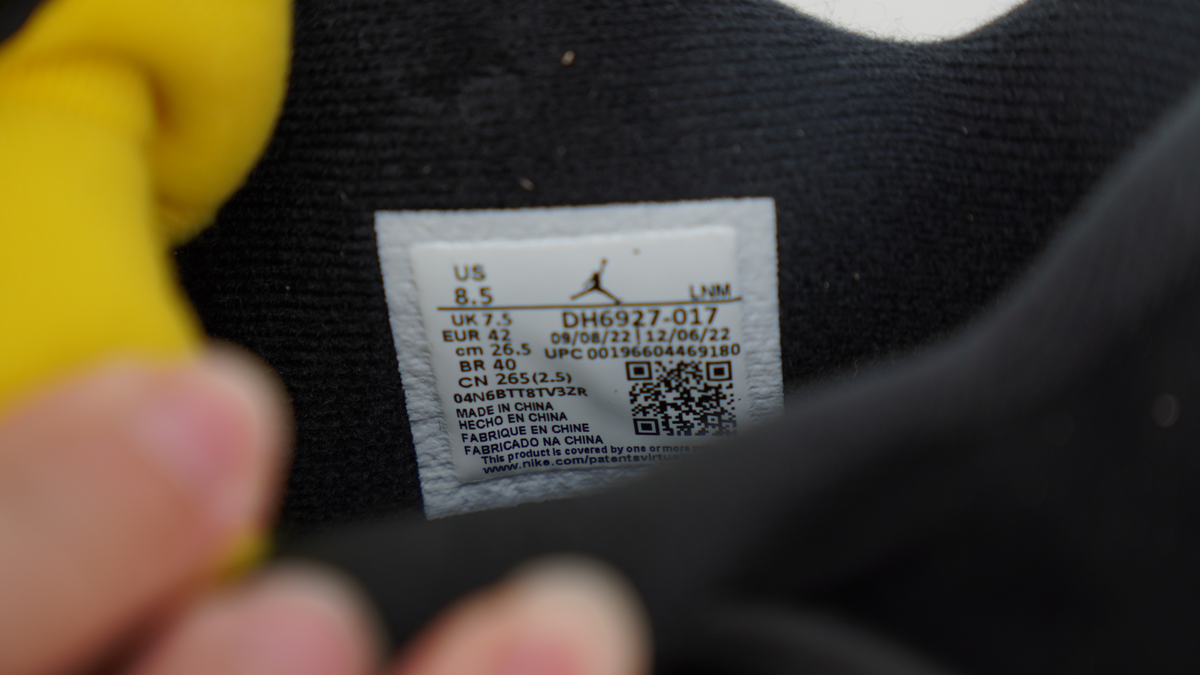 US
8.5
LNM
UK 7.5
DH6927-017
EUR 42
09/08/22 | 12/06/22
cm 26.5
UPC 00196604469180
BR 40
CN 265(2.5)
04N6BTT8TV3ZR
MADE IN CHINA
HECHO EN CHINA
FABRIQUE EN CHINE
FABRICADO NA CHINA
This product is covered by one or more
www.nike.com/patentsvirtua